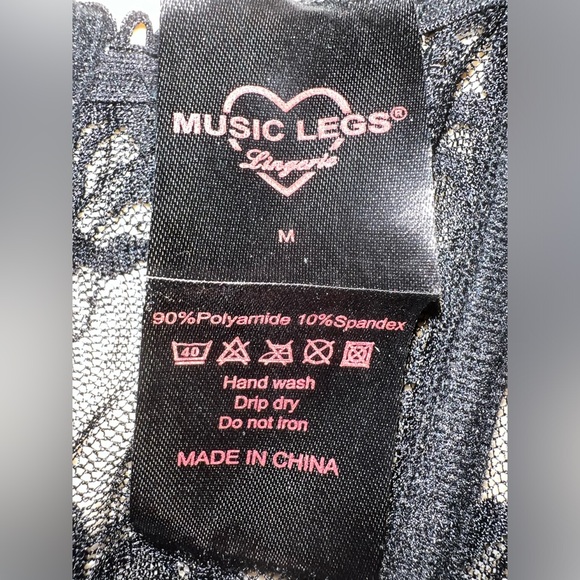 MUSIC LEGS®
Lingerie
M
90%Polyamide 10%Spandex
40
Hand wash
Drip dry
Do not iron
MADE IN CHINA